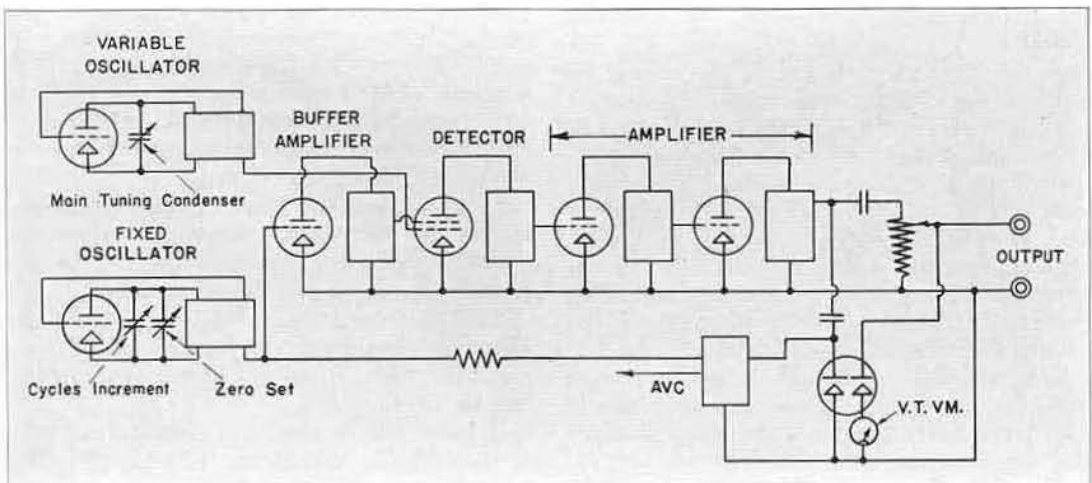 VARIABLE
OSCILLATOR
BUFFER
AMPLIFIER
DETECTOR
AMPLIFIER
Main Tuning Condenser
FIXED
OSCILLATOR
OUTPUT
Cycles Increment
Zero Set
AVC
V.T. VM.